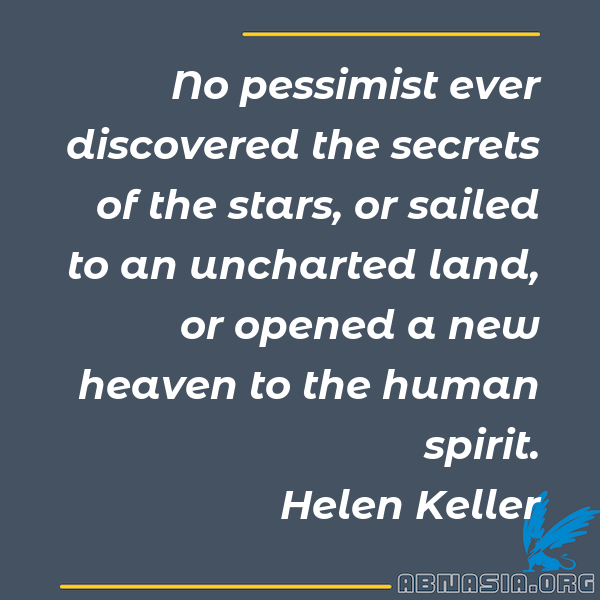 No pessimist ever
discovered the secrets
of the stars, or sailed
to an uncharted land,
or opened a new
heaven to the human
spirit.
Helen Keller
ABNASIA.ORG